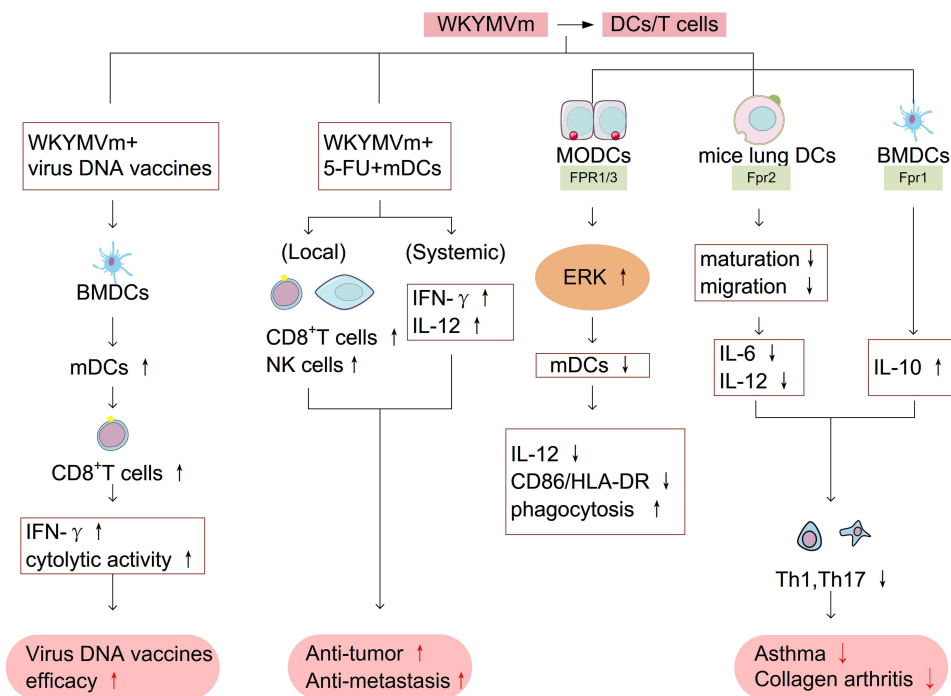 WKYMVm → DCs/T cells
WKYMVm+
virus DNA vaccines
BMDCs
mDCs ↑
CD8⁺T cells ↑
IFN-γ ↑
cytolytic activity ↑
Virus DNA vaccines
efficacy ↑
WKYMVm+
5-FU+mDCs
(Local)
CD8⁺T cells ↑
NK cells ↑
(Systemic)
IFN-γ ↑
IL-12 ↑
Anti-tumor ↑
Anti-metastasis ↑
MODCs
FPR1/3
ERK ↑
mDCs ↓
IL-12 ↓
CD86/HLA-DR ↓
phagocytosis ↑
mice lung DCs
Fpr2
maturation ↓
migration ↓
IL-6 ↓
IL-12 ↓
BMDCs
Fpr1
IL-10 ↑
Th1,Th17 ↓
Asthma ↓
Collagen arthritis ↓